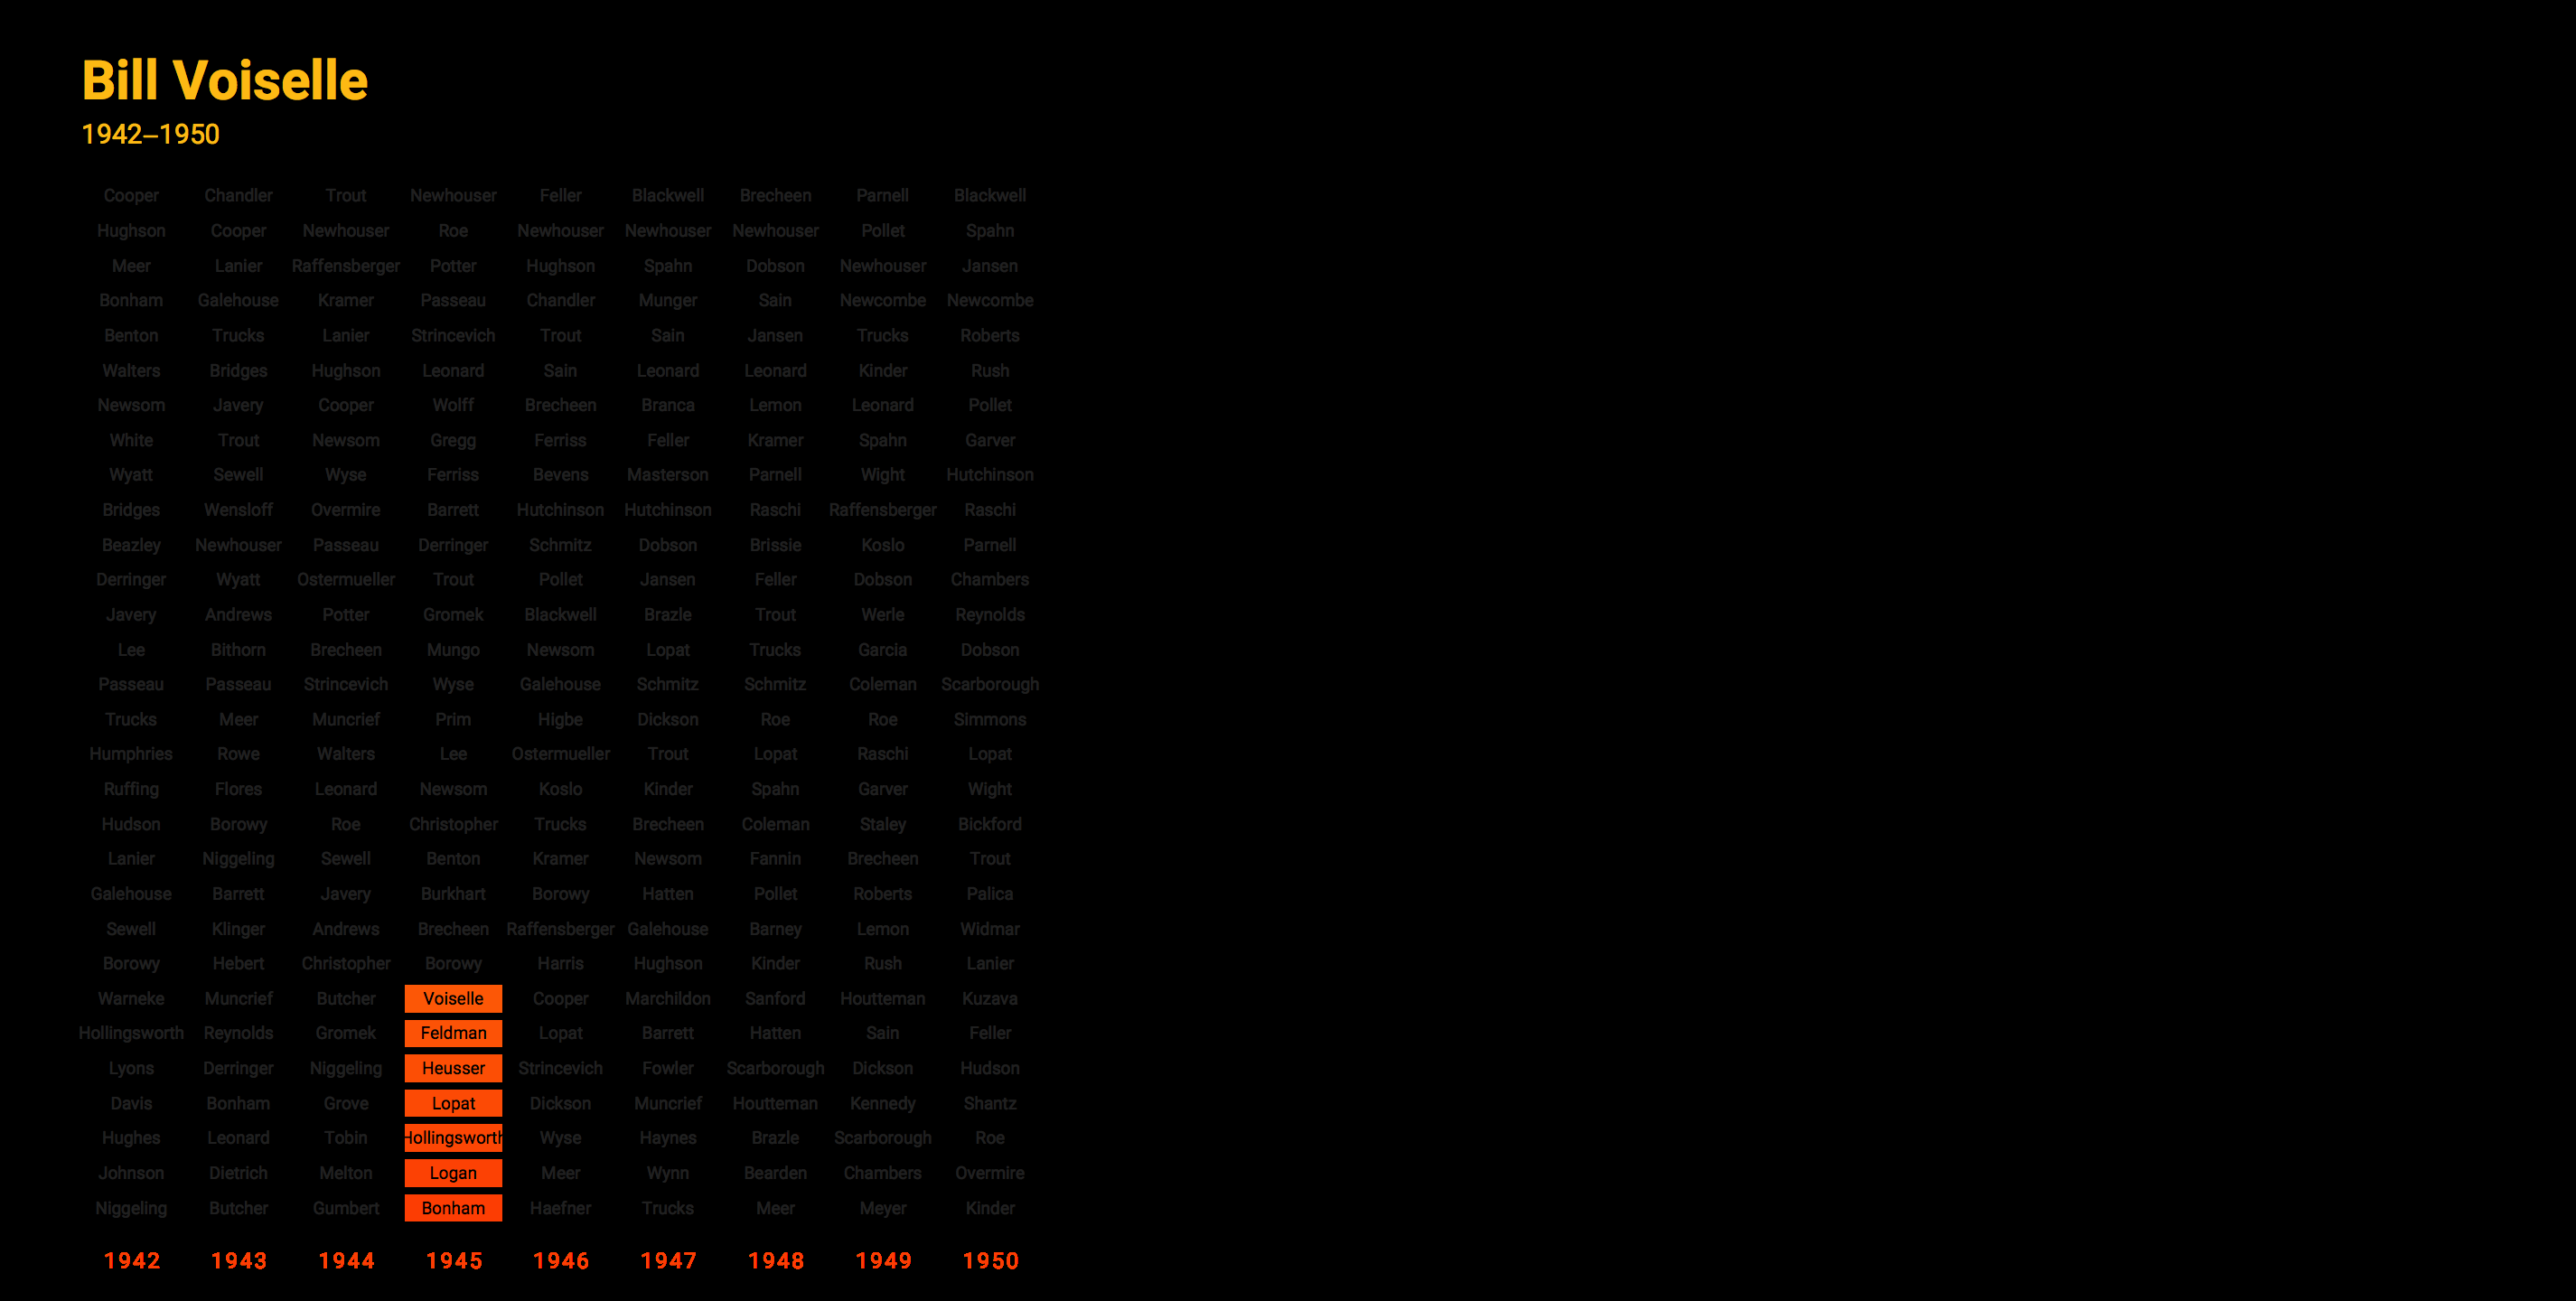 Bill Voiselle
1942–1950
Cooper Chandler Trout Newhouser Feller Blackwell Brecheen Parnell Blackwell
Hughson Cooper Newhouser Roe Newhouser Newhouser Newhouser Pollet Spahn
Meer Lanier Raffensberger Potter Hughson Spahn Dobson Newhouser Jansen
Bonham Galehouse Kramer Passeau Chandler Munger Sain Newcombe Newcombe
Benton Trucks Lanier Strincevich Trout Sain Jansen Trucks Roberts
Walters Bridges Hughson Leonard Sain Leonard Leonard Kinder Rush
Newsom Javery Cooper Wolff Brecheen Branca Lemon Leonard Pollet
White Trout Newsom Gregg Ferriss Feller Kramer Spahn Garver
Wyatt Sewell Wyse Ferriss Bevens Masterson Parnell Wight Hutchinson
Bridges Wensloff Overmire Barrett Hutchinson Hutchinson Raschi Raffensberger Raschi
Beazley Newhouser Passeau Derringer Schmitz Dobson Brissie Koslo Parnell
Derringer Wyatt Ostermueller Trout Pollet Jansen Feller Dobson Chambers
Javery Andrews Potter Gromek Blackwell Brazle Trout Werle Reynolds
Lee Bithorn Brecheen Mungo Newsom Lopat Trucks Garcia Dobson
Passeau Passeau Strincevich Wyse Galehouse Schmitz Schmitz Coleman Scarborough
Trucks Meer Muncrief Prim Higbe Dickson Roe Roe Simmons
Humphries Rowe Walters Lee Ostermueller Trout Lopat Raschi Lopat
Ruffing Flores Leonard Newsom Koslo Kinder Spahn Garver Wight
Hudson Borowy Roe Christopher Trucks Brecheen Coleman Staley Bickford
Lanier Niggeling Sewell Benton Kramer Newsom Fannin Brecheen Trout
Galehouse Barrett Javery Burkhart Borowy Hatten Pollet Roberts Palica
Sewell Klinger Andrews Brecheen Raffensberger Galehouse Barney Lemon Widmar
Borowy Hebert Christopher Borowy Harris Hughson Kinder Rush Lanier
Warneke Muncrief Butcher Voiselle Cooper Marchildon Sanford Houtteman Kuzava
Hollingsworth Reynolds Gromek Feldman Lopat Barrett Hatten Sain Feller
Lyons Derringer Niggeling Heusser Strincevich Fowler Scarborough Dickson Hudson
Davis Bonham Grove Lopat Dickson Muncrief Houtteman Kennedy Shantz
Hughes Leonard Tobin Hollingsworth Wyse Haynes Brazle Scarborough Roe
Johnson Dietrich Melton Logan Meer Wynn Bearden Chambers Overmire
Niggeling Butcher Gumbert Bonham Haefner Trucks Meer Meyer Kinder
1942 1943 1944 1945 1946 1947 1948 1949 1950